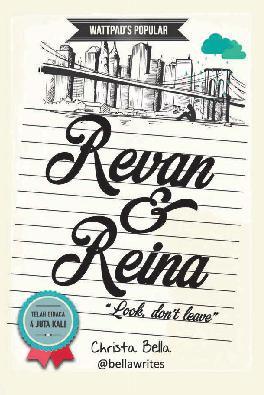 WATTPAD'S POPULAR
Revan
&
Reina
"Look, don't leave"
TELAH DIBACA
4 JUTA KALI
Christa Bella
@bellawrites